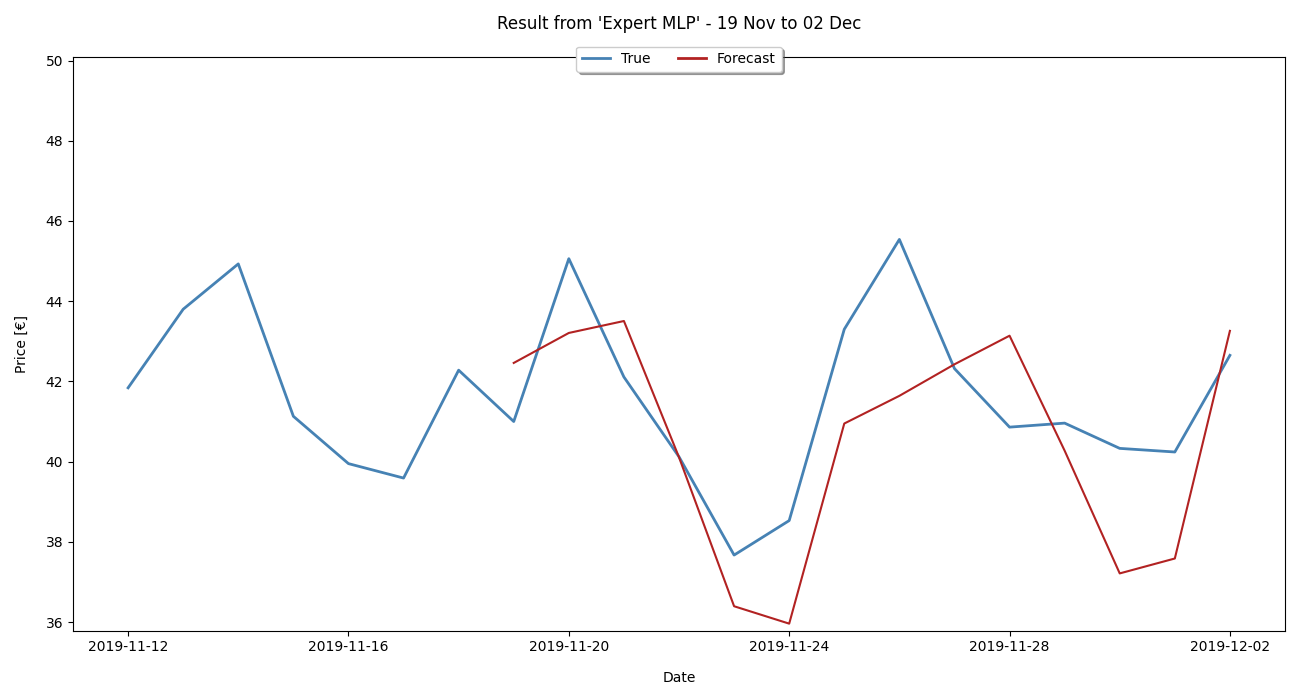 Result from 'Expert MLP' - 19 Nov to 02 Dec
True Forecast
50
48
46
44
42
40
38
36
Price [€]
2019-11-12 2019-11-16 2019-11-20 2019-11-24 2019-11-28 2019-12-02
Date